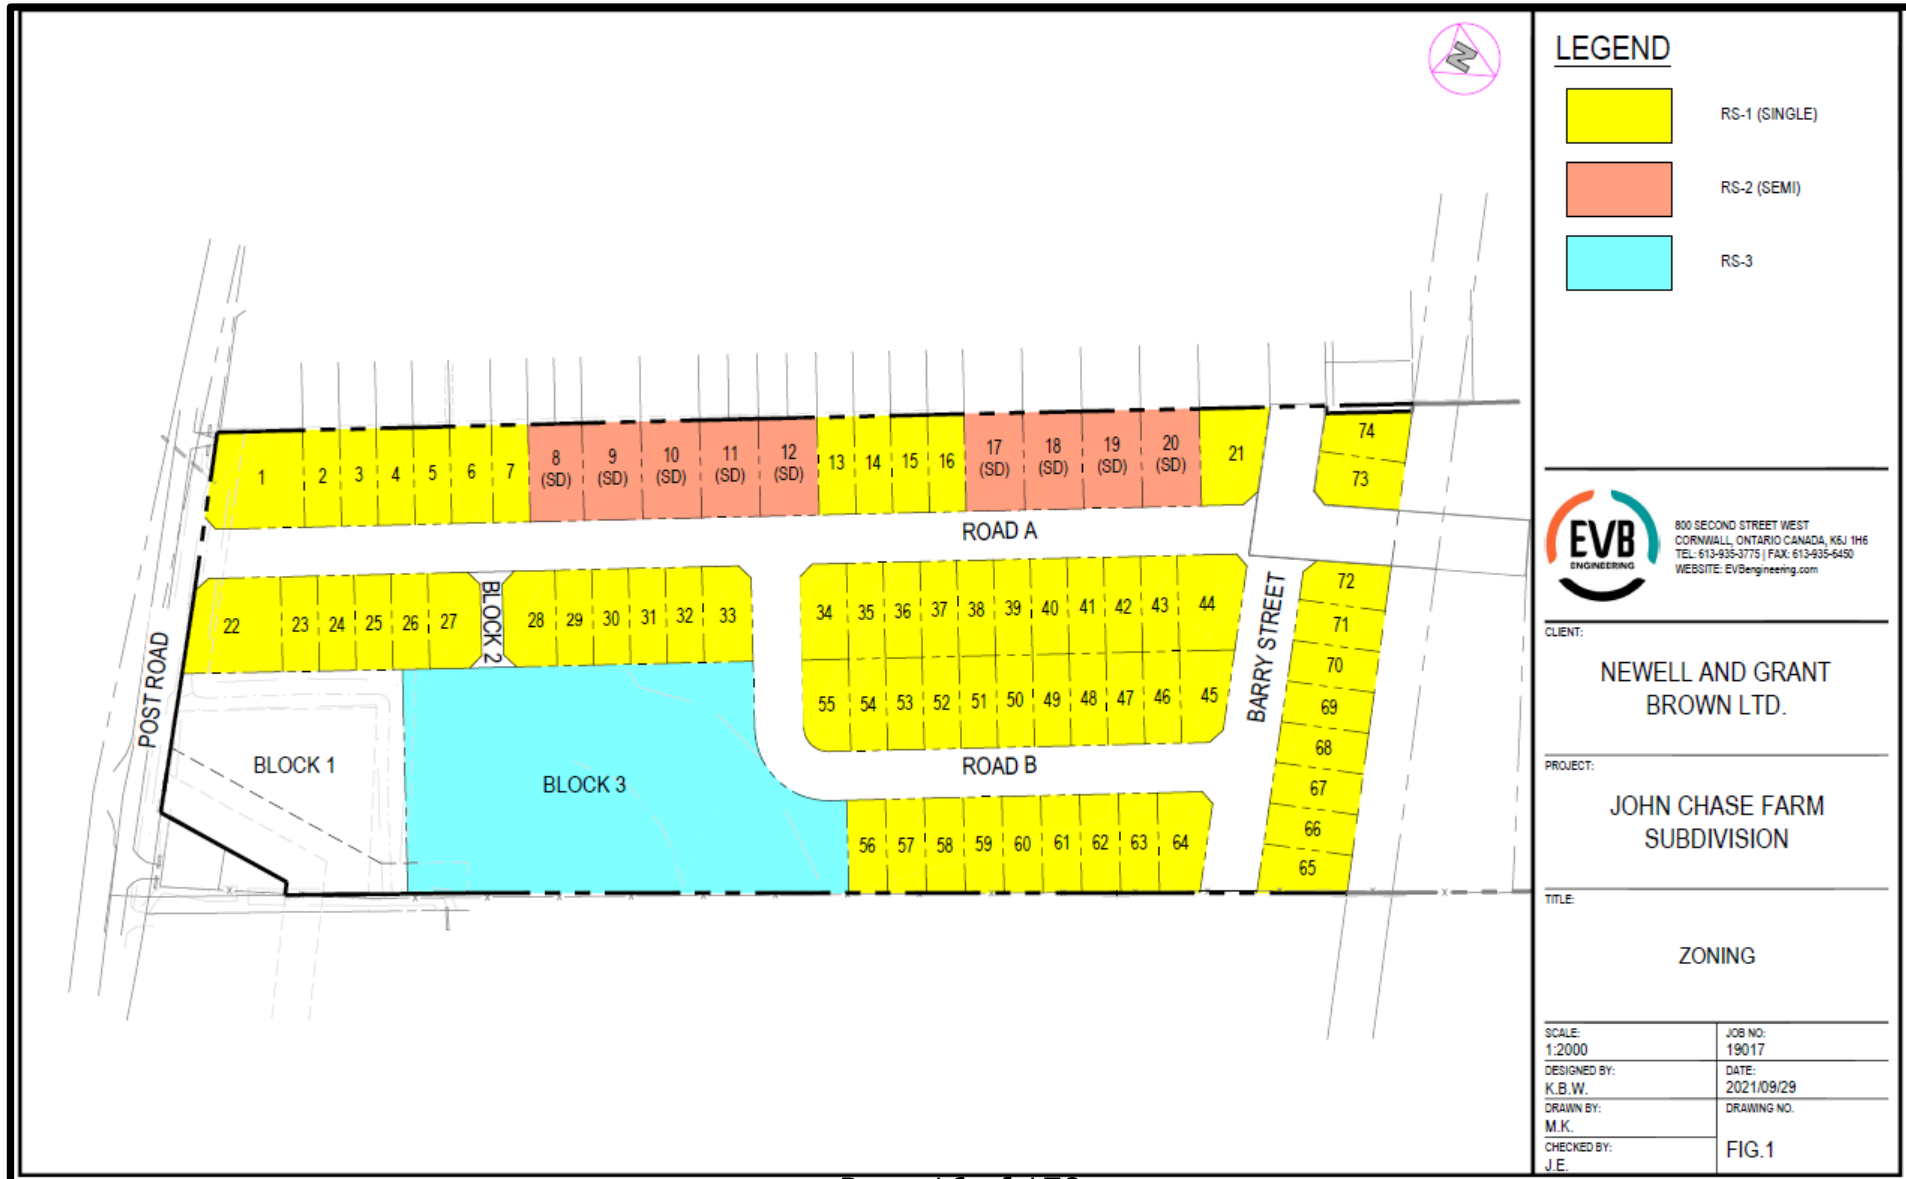 N
LEGEND
RS-1 (SINGLE)
RS-2 (SEMI)
RS-3
1
2
3
4
5
6
7
8
(SD)
9
(SD)
10
(SD)
11
(SD)
12
(SD)
13
14
15
16
17
(SD)
18
(SD)
19
(SD)
20
(SD)
21
74
73
ROAD A
22
23
24
25
26
27
BLOCK 2
28
29
30
31
32
33
34
35
36
37
38
39
40
41
42
43
44
72
71
70
69
68
67
66
65
55
54
53
52
51
50
49
48
47
46
45
BARRY STREET
POST ROAD
BLOCK 1
BLOCK 3
ROAD B
56
57
58
59
60
61
62
63
64
EVB
ENGINEERING
800 SECOND STREET WEST
CORNWALL, ONTARIO CANADA, K6J 1H6
TEL: 613-935-3775 | FAX: 613-935-6450
WEBSITE: EVBengineering.com
CLIENT:
NEWELL AND GRANT
BROWN LTD.
PROJECT:
JOHN CHASE FARM
SUBDIVISION
TITLE:
ZONING
SCALE:
1:2000
JOB NO:
19017
DESIGNED BY:
K.B.W.
DATE:
2021/09/29
DRAWN BY:
M.K.
DRAWING NO.
CHECKED BY:
J.E.
FIG.1